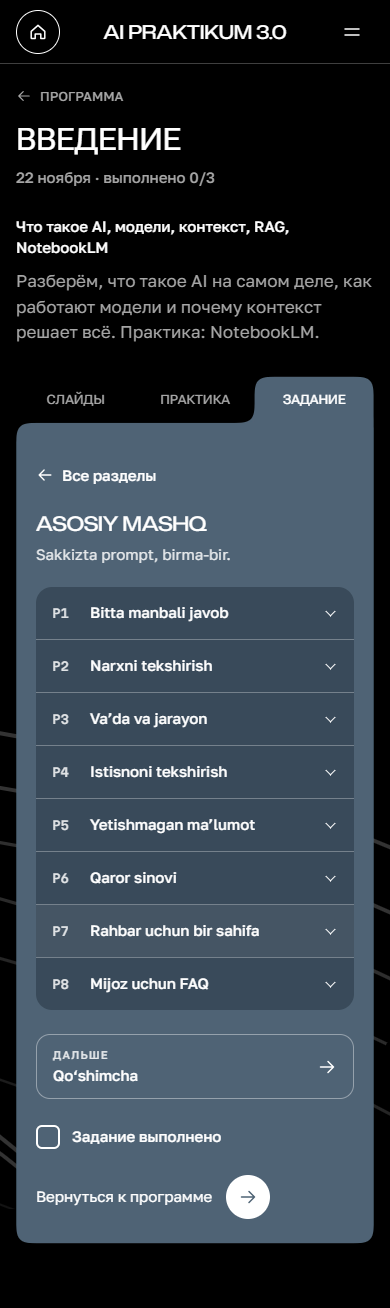 AI PRAKTIKUM 3.0
← ПРОГРАММА
ВВЕДЕНИЕ
22 ноября · выполнено 0/3
Что такое AI, модели, контекст, RAG,
NotebookLM
Разберём, что такое AI на самом деле, как
работают модели и почему контекст
решает всё. Практика: NotebookLM.
СЛАЙДЫ ПРАКТИКА ЗАДАНИЕ
← Все разделы
ASOSIY MASHQ
Sakkizta prompt, birma-bir.
P1 Bitta manbali javob
P2 Narxni tekshirish
P3 Va’da va jarayon
P4 Istisnoni tekshirish
P5 Yetishmagan ma’lumot
P6 Qaror sinovi
P7 Rahbar uchun bir sahifa
P8 Mijoz uchun FAQ
ДАЛЬШЕ
Qo‘shimcha →
Задание выполнено
Вернуться к программе →